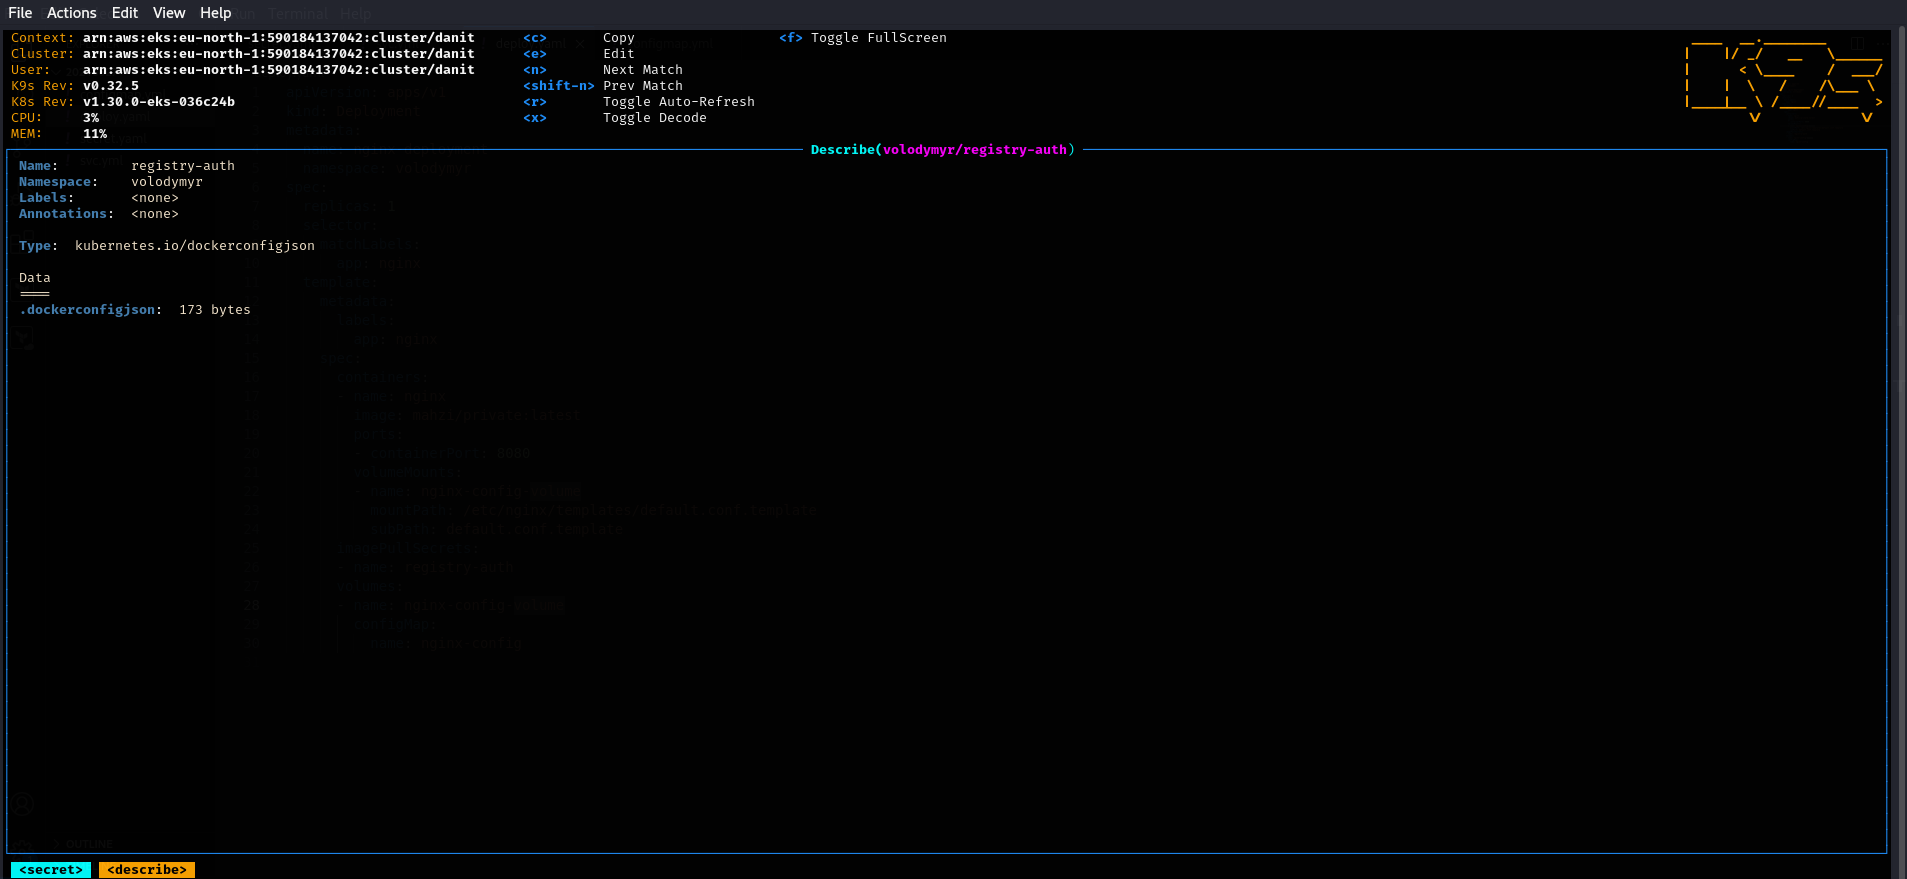 File Actions Edit View Help
Context: arn:aws:eks:eu-north-1:590184137042:cluster/danit <c> Copy <f> Toggle FullScreen
Cluster: arn:aws:eks:eu-north-1:590184137042:cluster/danit <e> Edit
User: arn:aws:eks:eu-north-1:590184137042:cluster/danit <n> Next Match
K9s Rev: v0.32.5 <shift-n> Prev Match
K8s Rev: v1.30.0-eks-036c24b <r> Toggle Auto-Refresh
CPU: 3% <x> Toggle Decode
MEM: 11%
Describe(volodymyr/registry-auth)
Name: registry-auth
Namespace: volodymyr
Labels: <none>
Annotations: <none>
Type: kubernetes.io/dockerconfigjson
Data
====
.dockerconfigjson: 173 bytes
<secret> <describe>